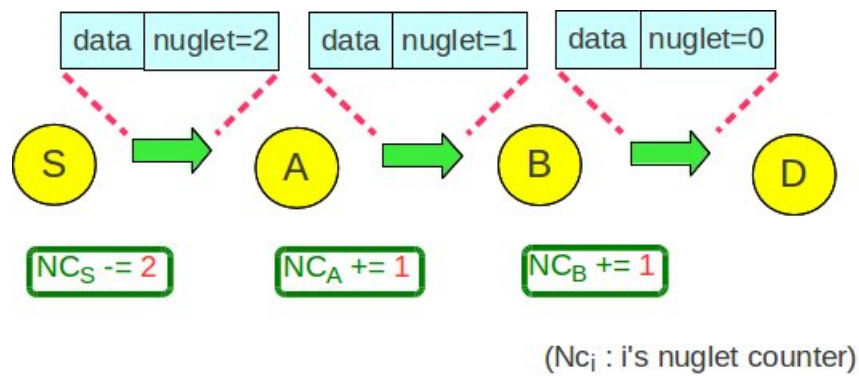 data nuglet=2 data nuglet=1 data nuglet=0
S A B D
NCS -= 2 NCA += 1 NCB += 1
(Nci : i's nuglet counter)